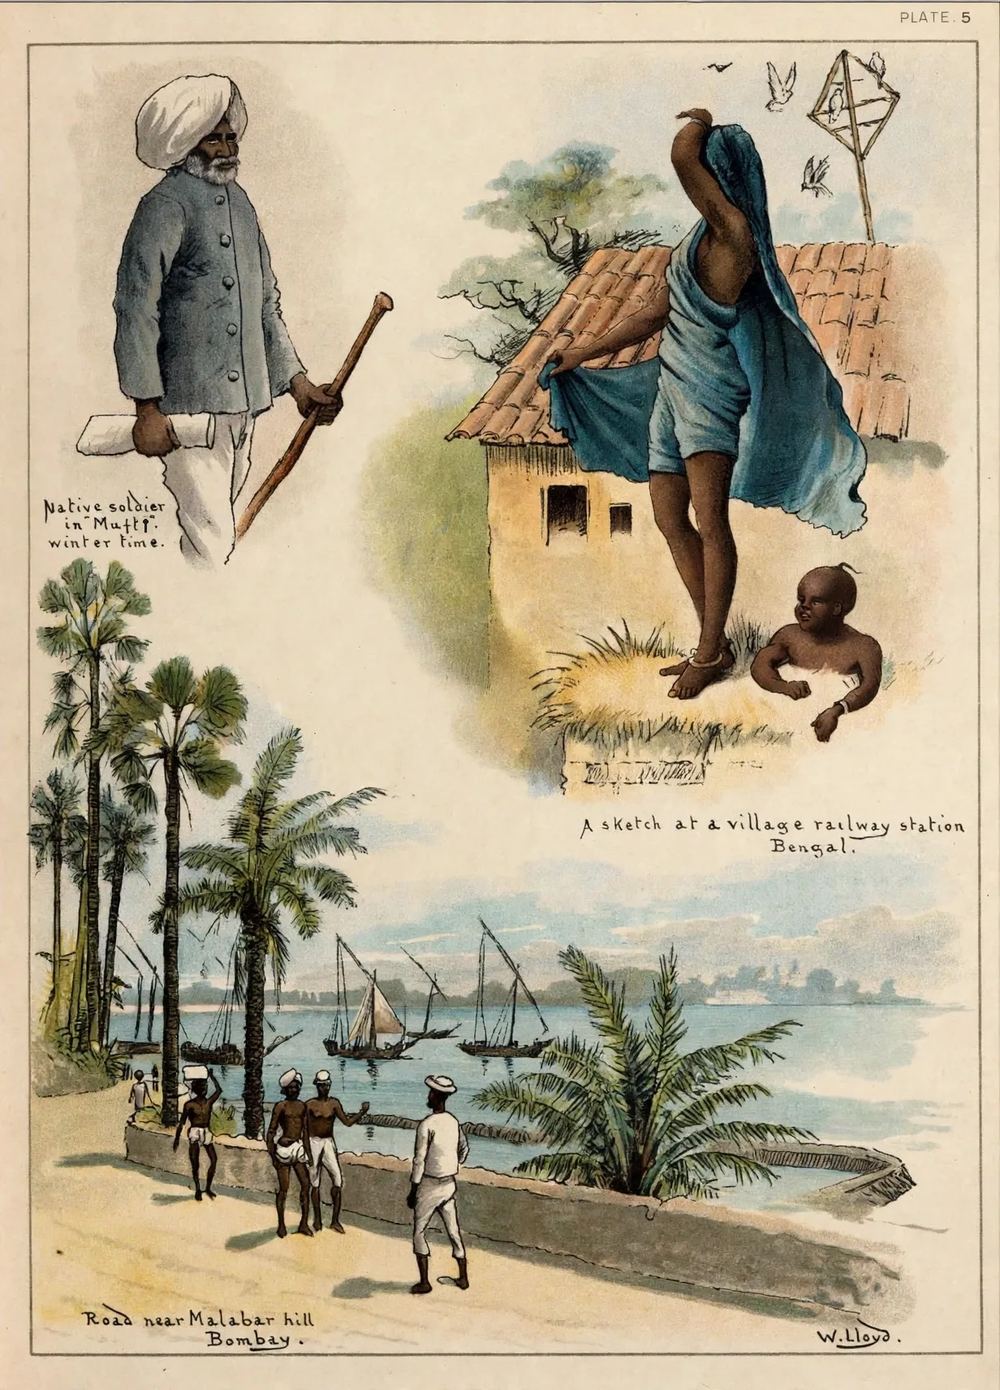 PLATE. 5
Native soldier
in "Mufti".
winter time.
A sketch at a village railway station
Bengal.
Road near Malabar hill
Bombay.
W. Lloyd.